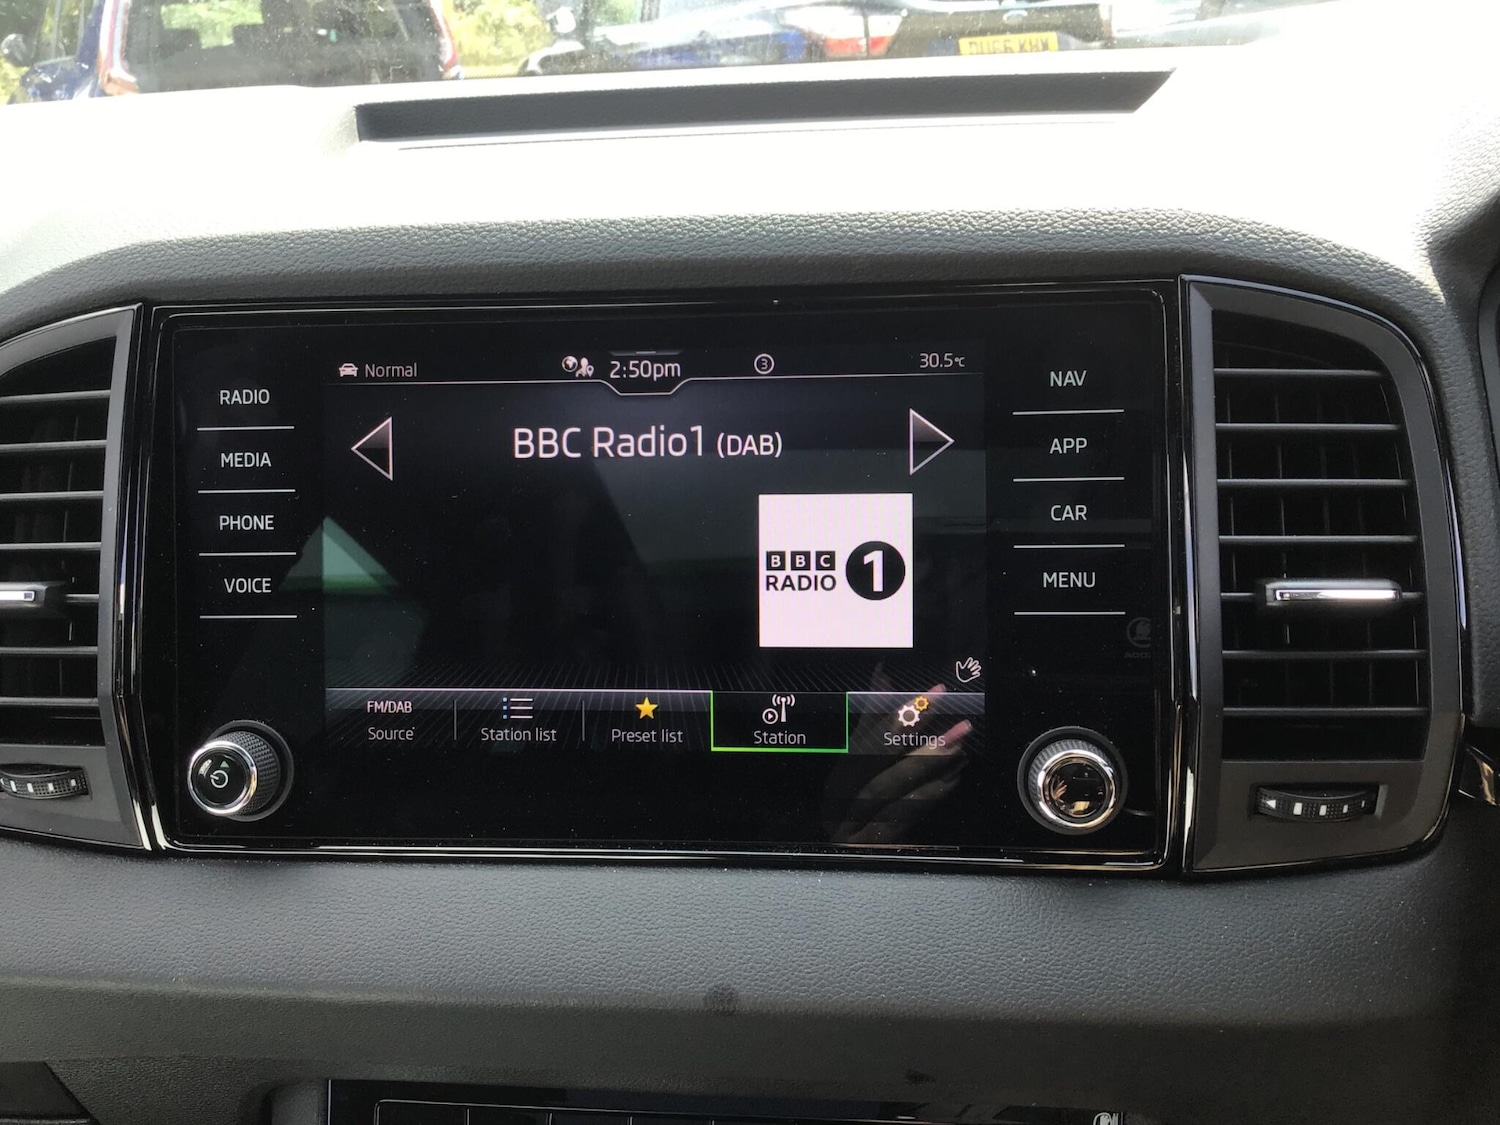 Normal
2:50pm
3
30.5°C
RADIO
MEDIA
PHONE
VOICE
BBC Radio1 (DAB)
BBC
RADIO 1
NAV
APP
CAR
MENU
FM/DAB
Source
Station list
Preset list
Station
Settings